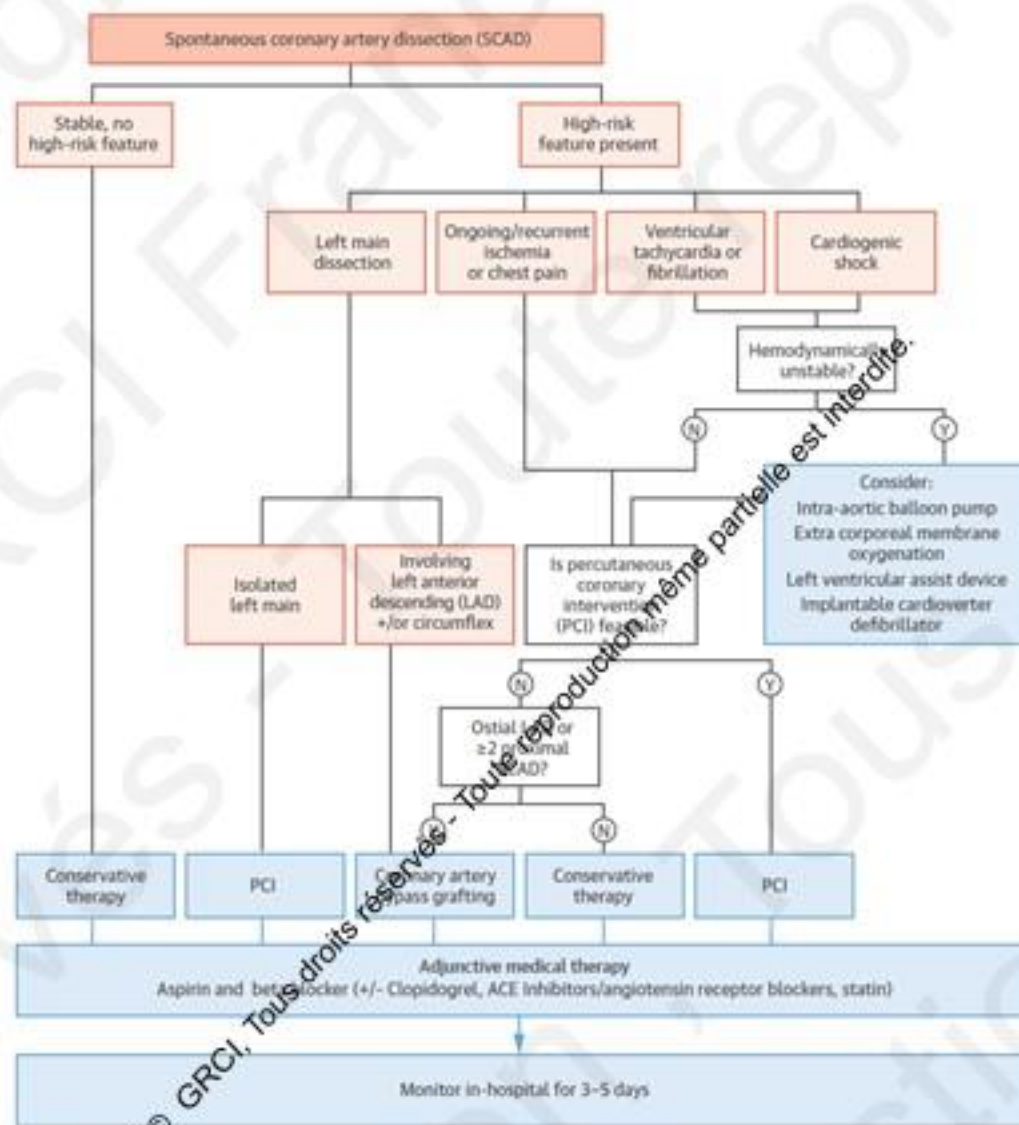 Spontaneous coronary artery dissection (SCAD)
Stable, no
high-risk feature
High-risk
feature present
Left main
dissection
Ongoing/recurrent
ischemia
or chest pain
Ventricular
tachycardia or
fibrillation
Cardiogenic
shock
Hemodynamically
unstable?
N
Y
Consider:
Intra-aortic balloon pump
Extra corporeal membrane
oxygenation
Left ventricular assist device
Implantable cardioverter
defibrillator
Isolated
left main
Involving
left anterior
descending (LAD)
+/or circumflex
Is percutaneous
coronary
intervention
(PCI) feasible?
N
Y
Ostial or
≥2 proximal
SCAD?
N
Conservative
therapy
PCI
Coronary artery
bypass grafting
Conservative
therapy
PCI
Adjunctive medical therapy
Aspirin and beta blocker (+/- Clopidogrel, ACE Inhibitors/angiotensin receptor blockers, statin)
Monitor in-hospital for 3–5 days
© GRCI, Tous droits réservés - Toute reproduction même partielle est interdite.